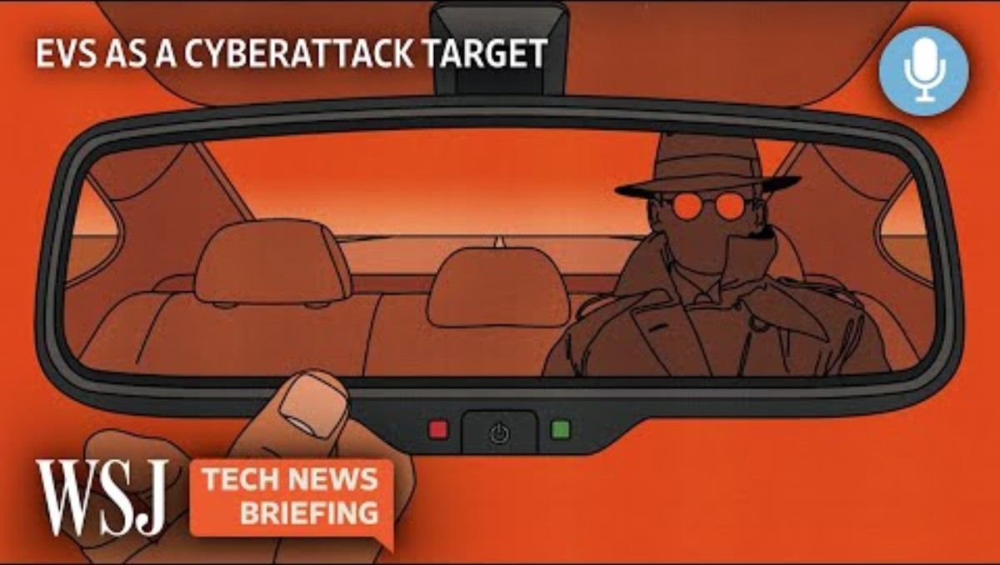 EVS AS A CYBERATTACK TARGET
WSJ
TECH NEWS
BRIEFING